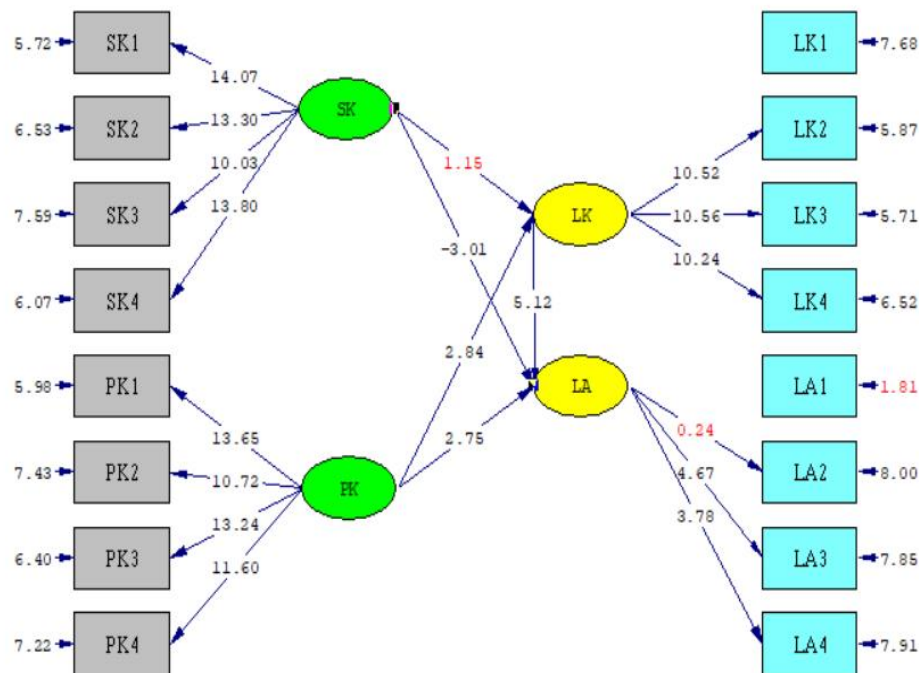 5.72 SK1 LK1 7.68
14.07 SK
6.53 SK2 13.30 LK2 5.87
10.03 1.15 10.52
7.59 SK3 13.80 LK LK3 10.56 5.71
-3.01 10.24
6.07 SK4 5.12 LK4 6.52
2.84
5.98 PK1 LA LA1 1.81
13.65 2.75 0.24
7.43 PK2 10.72 PK 4.67 LA2 8.00
13.24 3.78
6.40 PK3 11.60 LA3 7.85
7.22 PK4 LA4 7.91